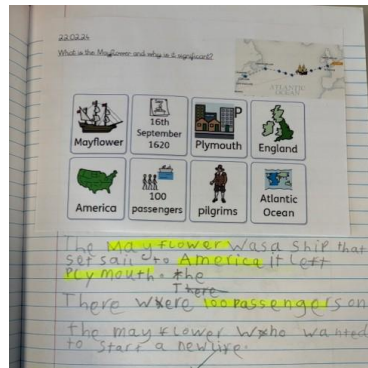 22.02.24
What is the Mayflower and why is it significant?
ATLANTIC
OCEAN
Mayflower
16th
September
1620
Plymouth
England
America
100
passengers
pilgrims
Atlantic
Ocean
The mayflower was a ship that
set sail to America it left
Plymouth. the
There
There were 100 passengers on
the mayflower who wanted
to start a new life.